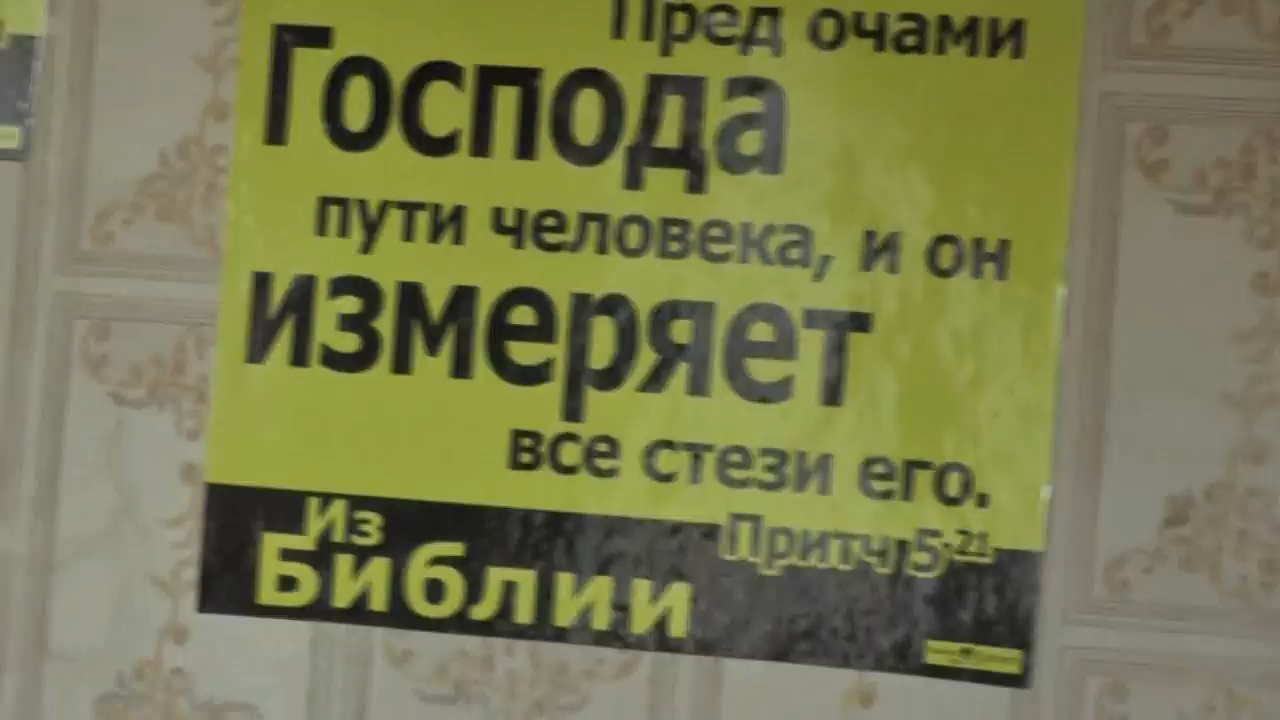 Пред очами
Господа
пути человека, и он
измеряет
все стези его.
Притч 5 21
Из
Библии